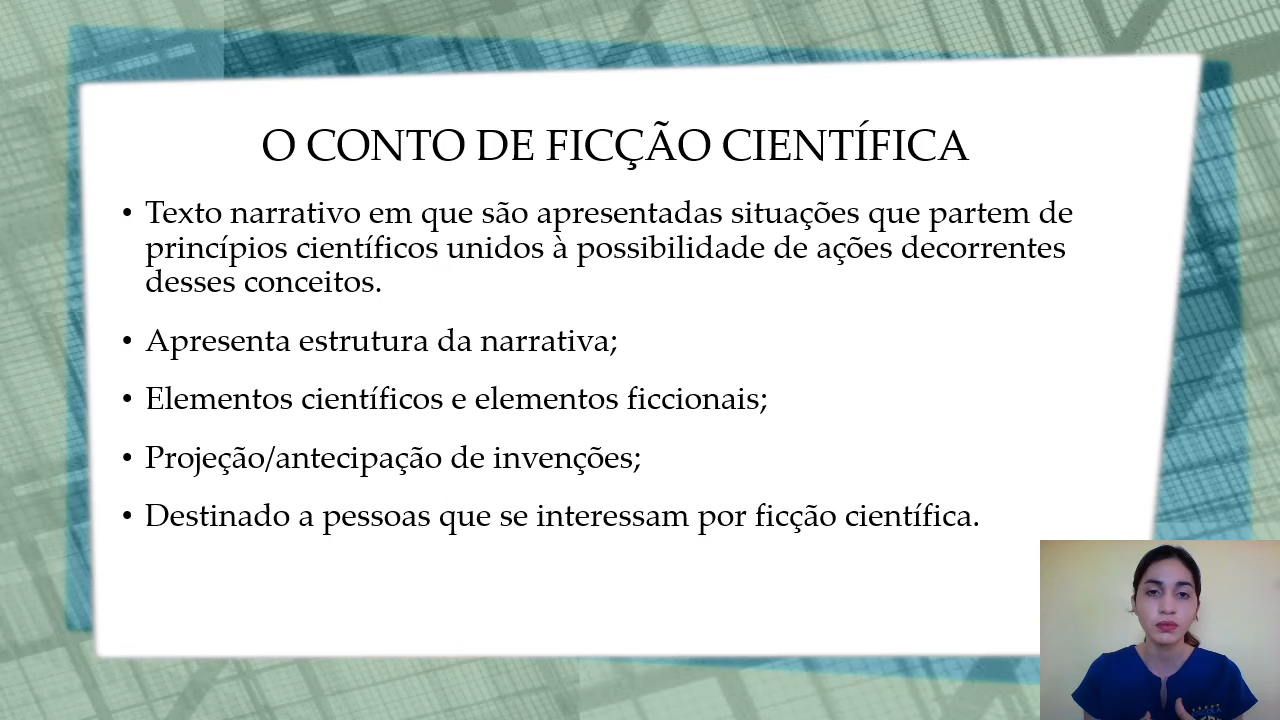 O CONTO DE FICÇÃO CIENTÍFICA
• Texto narrativo em que são apresentadas situações que partem de
princípios científicos unidos à possibilidade de ações decorrentes
desses conceitos.
• Apresenta estrutura da narrativa;
• Elementos científicos e elementos ficcionais;
• Projeção/antecipação de invenções;
• Destinado a pessoas que se interessam por ficção científica.